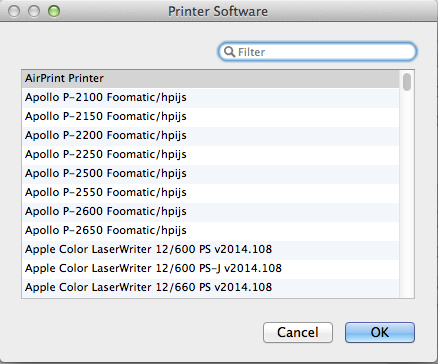 Printer Software
Filter
AirPrint Printer
Apollo P-2100 Foomatic/hpijs
Apollo P-2150 Foomatic/hpijs
Apollo P-2200 Foomatic/hpijs
Apollo P-2250 Foomatic/hpijs
Apollo P-2500 Foomatic/hpijs
Apollo P-2550 Foomatic/hpijs
Apollo P-2600 Foomatic/hpijs
Apollo P-2650 Foomatic/hpijs
Apple Color LaserWriter 12/600 PS v2014.108
Apple Color LaserWriter 12/600 PS-J v2014.108
Apple Color LaserWriter 12/660 PS v2014.108
Cancel OK